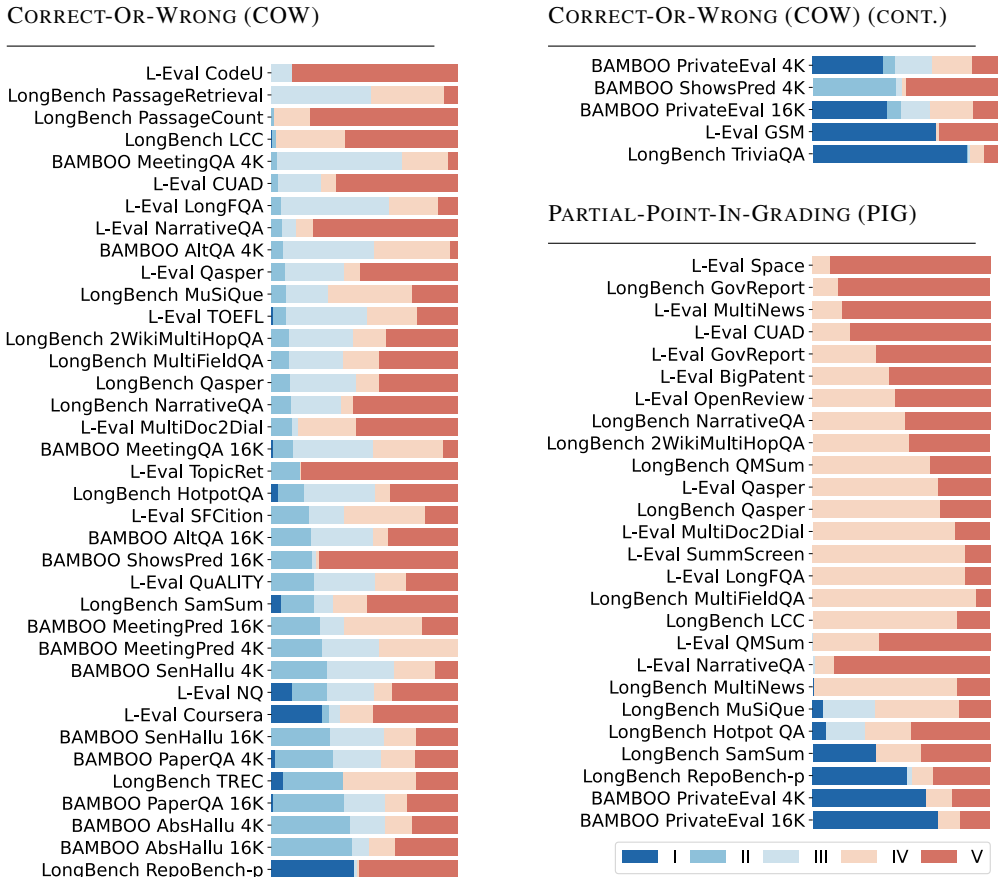 CORRECT-OR-WRONG (COW)
L-Eval CodeU
LongBench PassageRetrieval
LongBench PassageCount
LongBench LCC
BAMBOO MeetingQA 4K
L-Eval CUAD
L-Eval LongFQA
L-Eval NarrativeQA
BAMBOO AltQA 4K
L-Eval Qasper
LongBench MuSiQue
L-Eval TOEFL
LongBench 2WikiMultiHopQA
LongBench MultiFieldQA
LongBench Qasper
LongBench NarrativeQA
L-Eval MultiDoc2Dial
BAMBOO MeetingQA 16K
L-Eval TopicRet
LongBench HotpotQA
L-Eval SFCition
BAMBOO AltQA 16K
BAMBOO ShowsPred 16K
L-Eval QuALITY
LongBench SamSum
BAMBOO MeetingPred 16K
BAMBOO MeetingPred 4K
BAMBOO SenHallu 4K
L-Eval NQ
L-Eval Coursera
BAMBOO SenHallu 16K
BAMBOO PaperQA 4K
LongBench TREC
BAMBOO PaperQA 16K
BAMBOO AbsHallu 4K
BAMBOO AbsHallu 16K
LongBench RepoBench-p
CORRECT-OR-WRONG (COW) (CONT.)
BAMBOO PrivateEval 4K
BAMBOO ShowsPred 4K
BAMBOO PrivateEval 16K
L-Eval GSM
LongBench TriviaQA
PARTIAL-POINT-IN-GRADING (PIG)
L-Eval Space
LongBench GovReport
L-Eval MultiNews
L-Eval CUAD
L-Eval GovReport
L-Eval BigPatent
L-Eval OpenReview
LongBench NarrativeQA
LongBench 2WikiMultiHopQA
LongBench QMSum
L-Eval Qasper
LongBench Qasper
L-Eval MultiDoc2Dial
L-Eval SummScreen
L-Eval LongFQA
LongBench MultiFieldQA
LongBench LCC
L-Eval QMSum
L-Eval NarrativeQA
LongBench MultiNews
LongBench MuSiQue
LongBench Hotpot QA
LongBench SamSum
LongBench RepoBench-p
BAMBOO PrivateEval 4K
BAMBOO PrivateEval 16K
I II III IV V